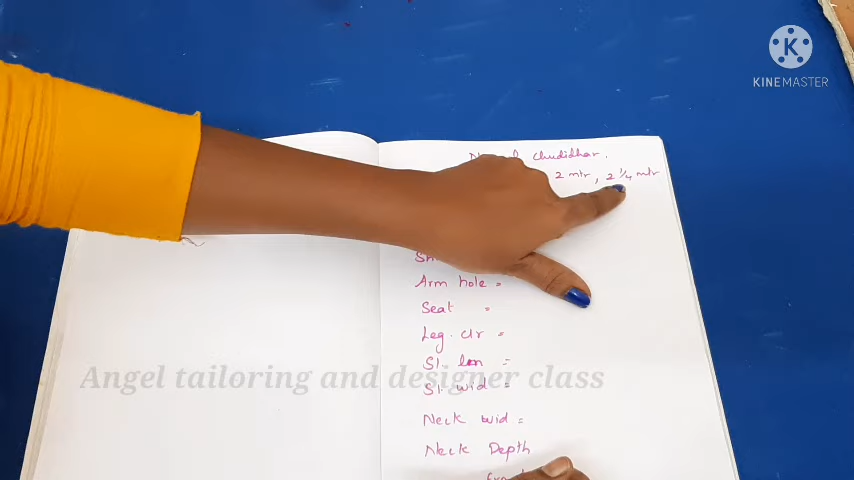 KINEMASTER
Chudidhar.
2 mtr, 2 1/4 mtr
Arm hole =
Seat =
Leg. clr =
Sl. len =
Angel tailoring and designer class
Sl. wid =
Neck wid =
Neck Depth